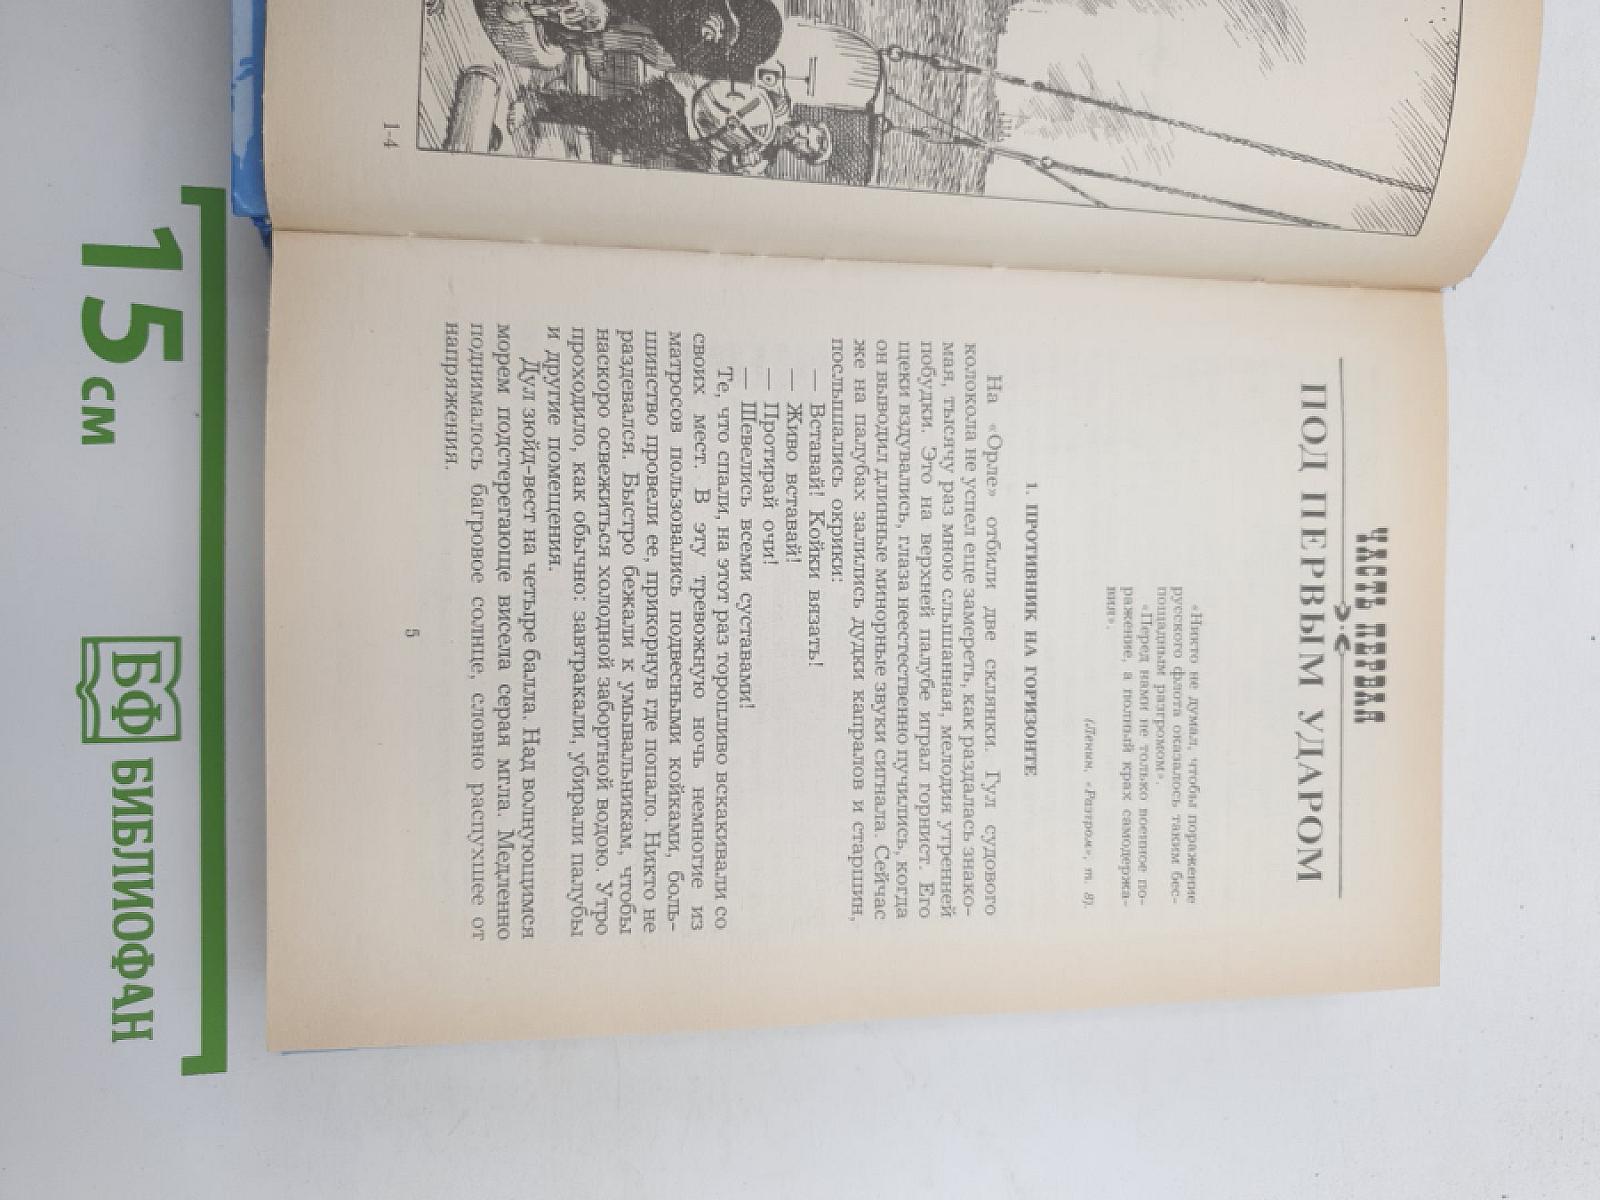 ЧАСТЬ ПЕРВАЯ
ПОД ПЕРВЫМ УДАРОМ
«Никто не думал, чтобы поражение
русского флота оказалось таким бес-
пощадным разгромом».
«Перед нами не только военное по-
ражение, а полный крах самодержа-
вия».
(Ленин, «Разгром», т. 8).
1. ПРОТИВНИК НА ГОРИЗОНТЕ
На «Орле» отбили две склянки. Гул судового
колокола не успел еще замереть, как раздалась знако-
мая, тысячу раз мною слышанная, мелодия утренней
побудки. Это на верхней палубе играл горнист. Его
щеки вздувались, глаза неестественно пучились, когда
он выводил длинные минорные звуки сигнала. Сейчас
же на палубах залились дудки капралов и старшин,
послышались окрики:
— Вставай! Койки вязать!
— Живо вставай!
— Протирай очи!
— Шевелись всеми суставами!
Те, что спали, на этот раз торопливо вскакивали со
своих мест. В эту тревожную ночь немногие из
матросов пользовались подвесными койками, боль-
шинство провели ее, прикорнув где попало. Никто не
раздевался. Быстро бежали к умывальникам, чтобы
наскоро освежиться холодной забортной водою. Утро
проходило, как обычно: завтракали, убирали палубы
и другие помещения.
Дул зюйд-вест на четыре балла. Над волнующимся
морем подстерегающе висела серая мгла. Медленно
поднималось багровое солнце, словно распухшее от
напряжения.
5
1-4
15 см
БФ БИБЛИОФАН